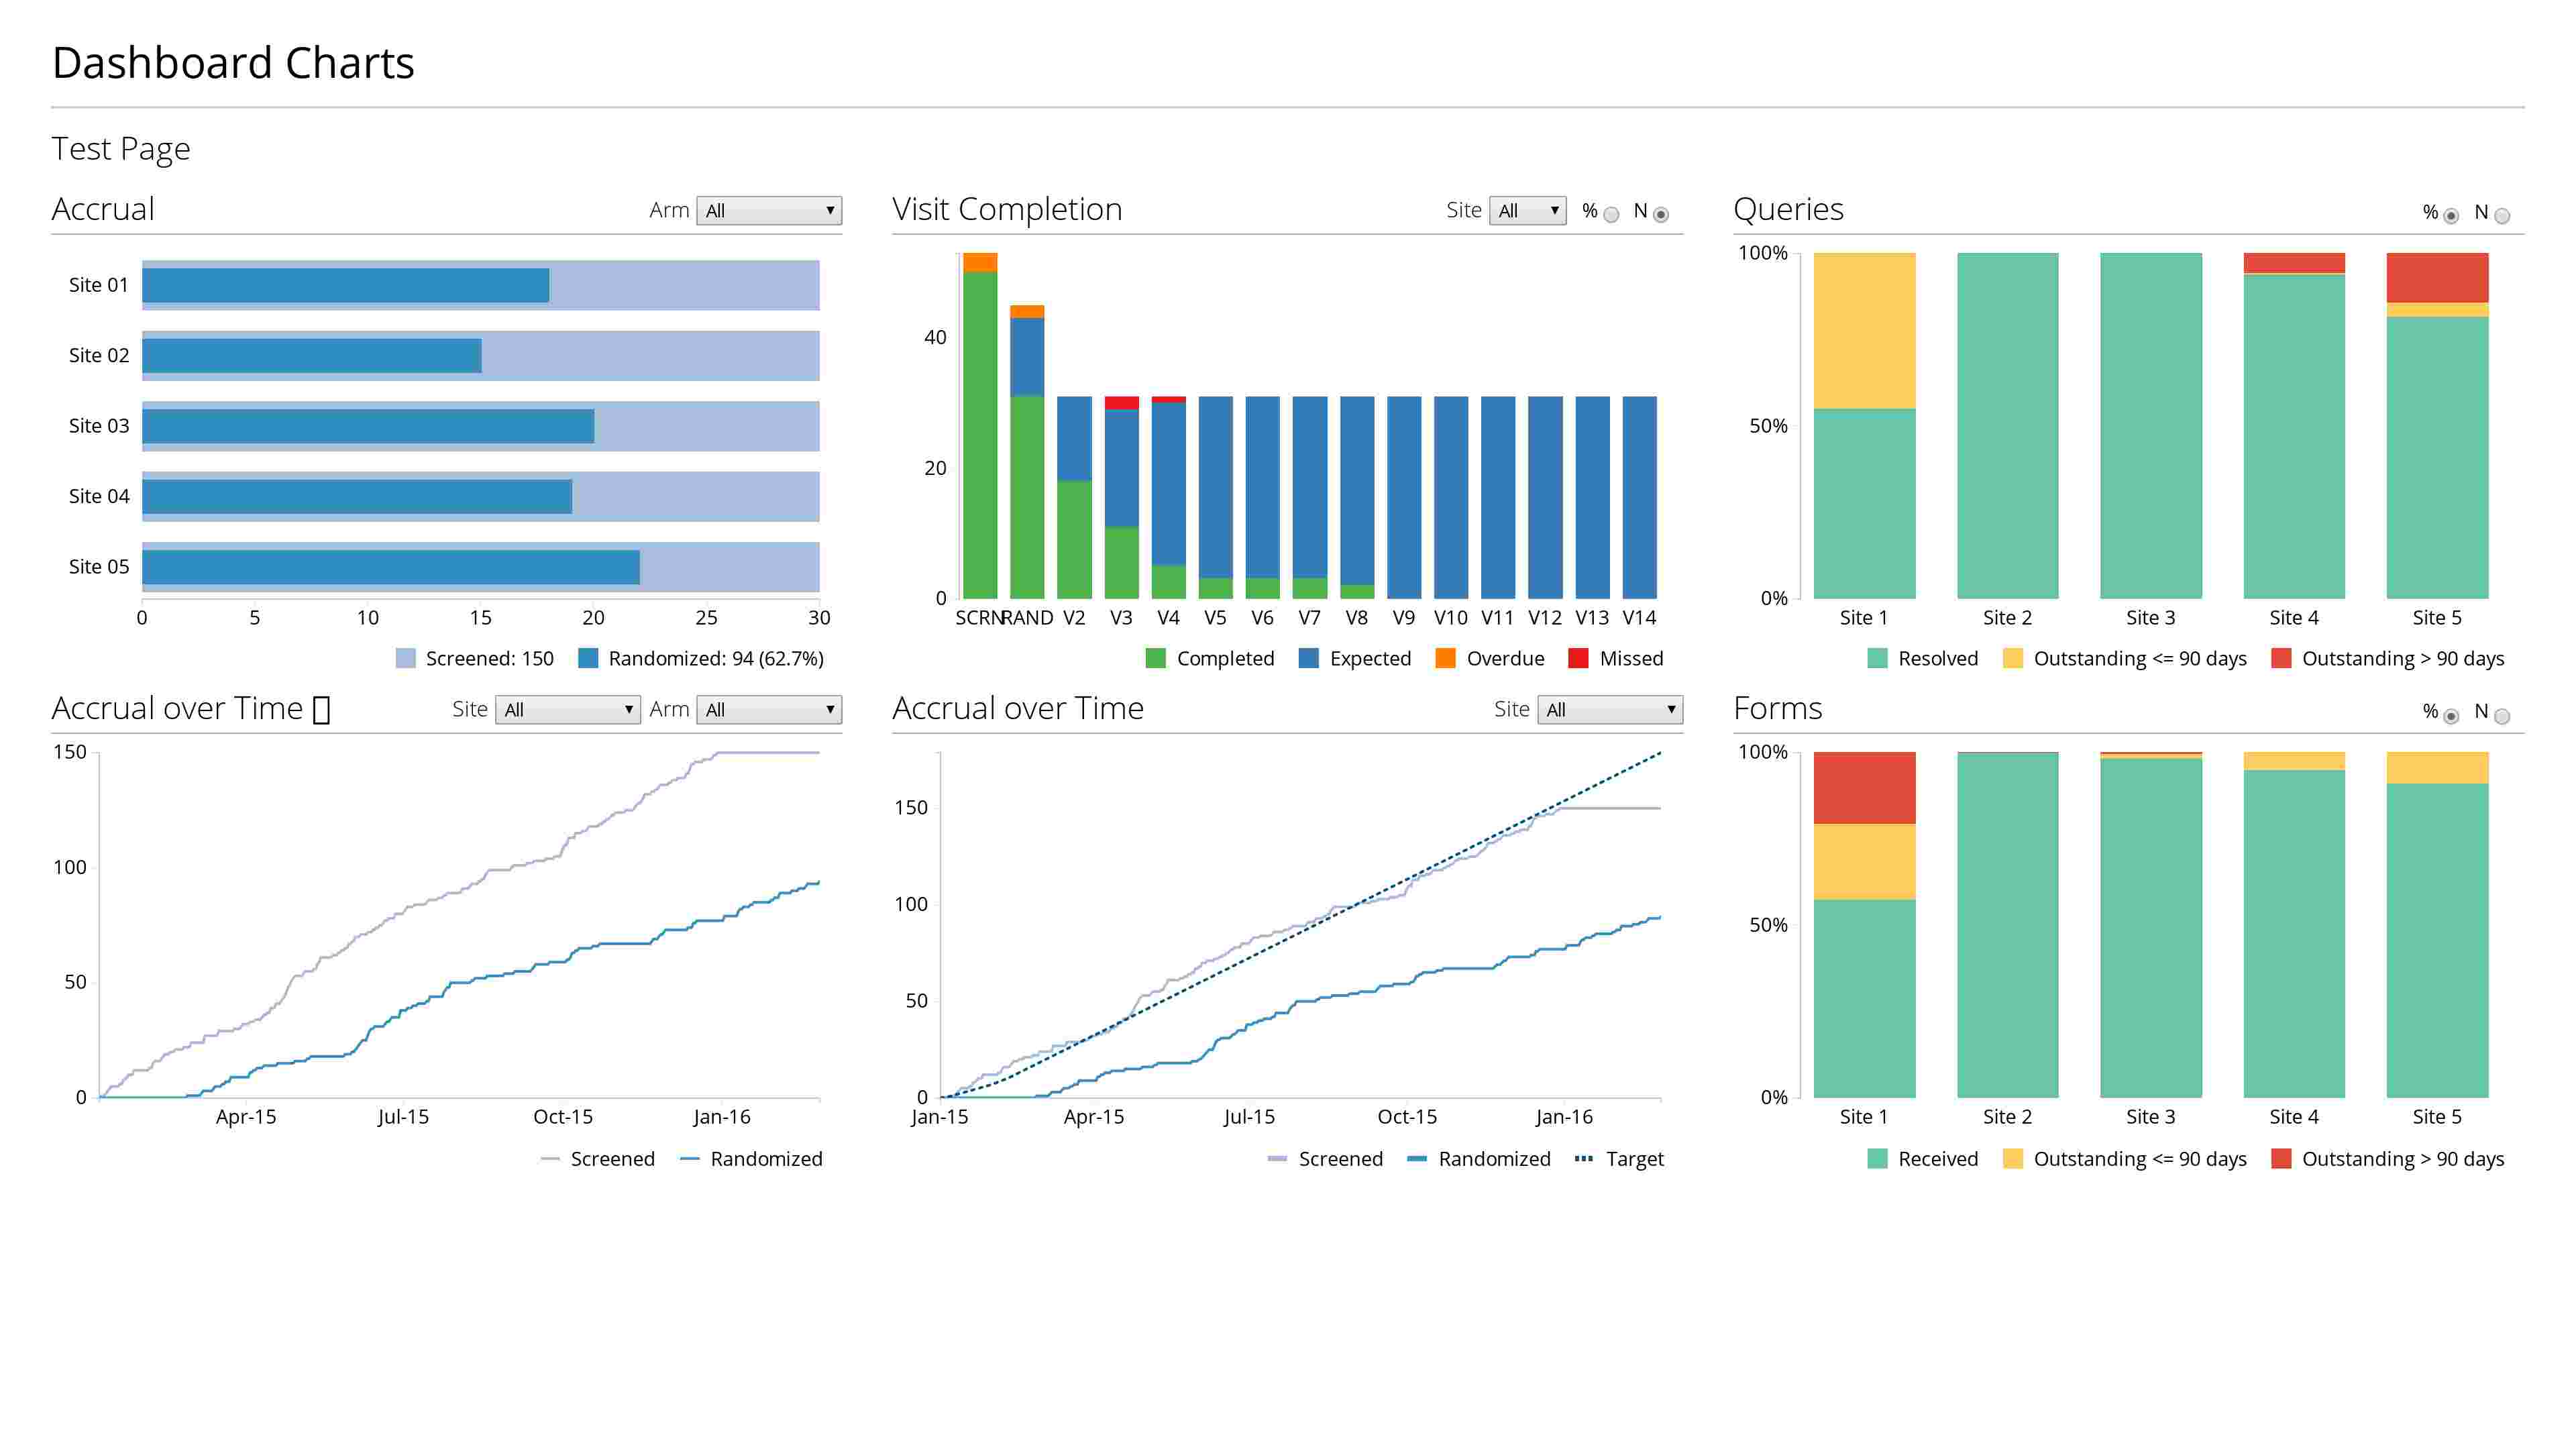 Dashboard Charts
Test Page
Accrual
Arm All
Site 01
Site 02
Site 03
Site 04
Site 05
0 5 10 15 20 25 30
Screened: 150 Randomized: 94 (62.7%)
Visit Completion
Site All % N
40
20
0
SCRN RAND V2 V3 V4 V5 V6 V7 V8 V9 V10 V11 V12 V13 V14
Completed Expected Overdue Missed
Queries
% N
100%
50%
0%
Site 1 Site 2 Site 3 Site 4 Site 5
Resolved Outstanding <= 90 days Outstanding > 90 days
Accrual over Time
Site All Arm All
150
100
50
0
Apr-15 Jul-15 Oct-15 Jan-16
Screened Randomized
Accrual over Time
Site All
150
100
50
0
Jan-15 Apr-15 Jul-15 Oct-15 Jan-16
Screened Randomized Target
Forms
% N
100%
50%
0%
Site 1 Site 2 Site 3 Site 4 Site 5
Received Outstanding <= 90 days Outstanding > 90 days